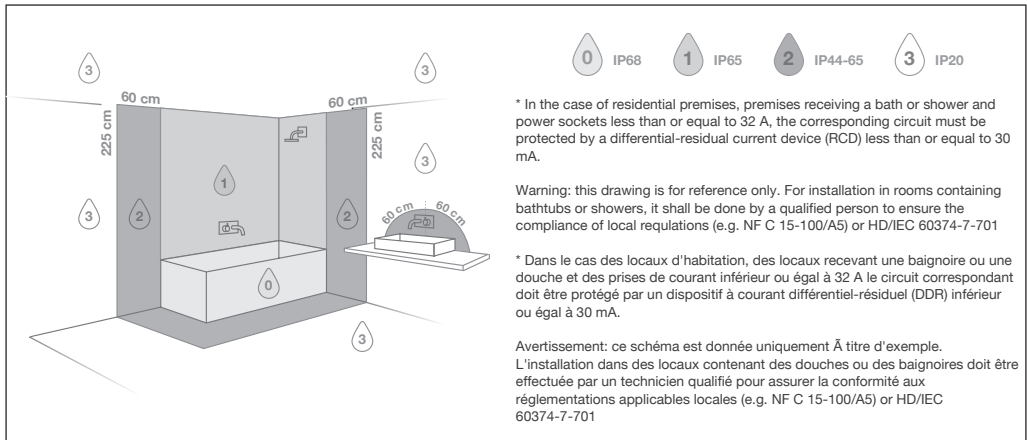 3
3
60 cm
60 cm
225 cm
225 cm
1
3
3
2
2
60 cm
60 cm
0
3
0 IP68 1 IP65 2 IP44-65 3 IP20
* In the case of residential premises, premises receiving a bath or shower and
power sockets less than or equal to 32 A, the corresponding circuit must be
protected by a differential-residual current device (RCD) less than or equal to 30
mA.
Warning: this drawing is for reference only. For installation in rooms containing
bathtubs or showers, it shall be done by a qualified person to ensure the
compliance of local requlations (e.g. NF C 15-100/A5) or HD/IEC 60374-7-701
* Dans le cas des locaux d'habitation, des locaux recevant une baignoire ou une
douche et des prises de courant inférieur ou égal à 32 A le circuit correspondant
doit être protégé par un dispositif à courant différentiel-résiduel (DDR) inférieur
ou égal à 30 mA.
Avertissement: ce schéma est donnée uniquement Ã titre d'exemple.
L'installation dans des locaux contenant des douches ou des baignoires doit être
effectuée par un technicien qualifié pour assurer la conformité aux
réglementations applicables locales (e.g. NF C 15-100/A5) or HD/IEC
60374-7-701